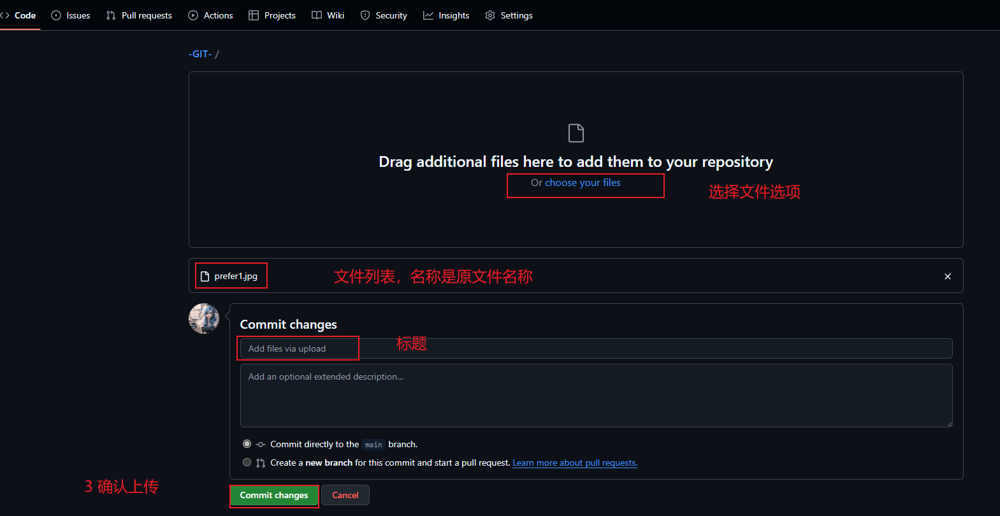 Code Issues Pull requests Actions Projects Wiki Security Insights Settings
-GIT- /
Drag additional files here to add them to your repository
Or choose your files
选择文件选项
prefer1.jpg
文件列表，名称是原文件名称
Commit changes
Add files via upload
标题
Add an optional extended description...
Commit directly to the main branch.
Create a new branch for this commit and start a pull request. Learn more about pull requests.
3 确认上传
Commit changes Cancel